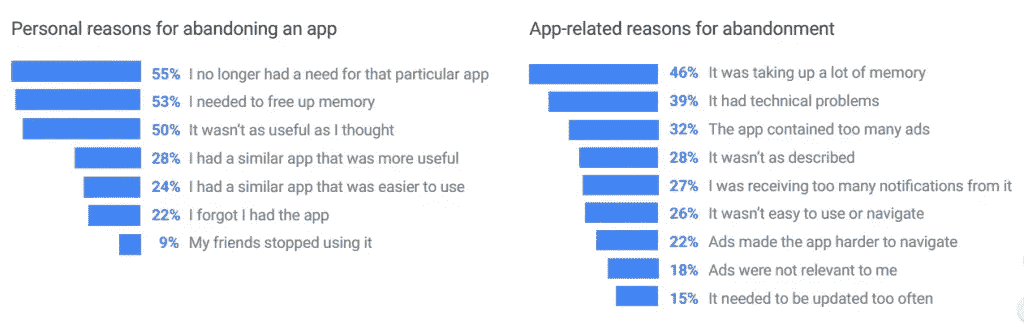 Personal reasons for abandoning an app
55% I no longer had a need for that particular app
53% I needed to free up memory
50% It wasn't as useful as I thought
28% I had a similar app that was more useful
24% I had a similar app that was easier to use
22% I forgot I had the app
9% My friends stopped using it
App-related reasons for abandonment
46% It was taking up a lot of memory
39% It had technical problems
32% The app contained too many ads
28% It wasn't as described
27% I was receiving too many notifications from it
26% It wasn't easy to use or navigate
22% Ads made the app harder to navigate
18% Ads were not relevant to me
15% It needed to be updated too often